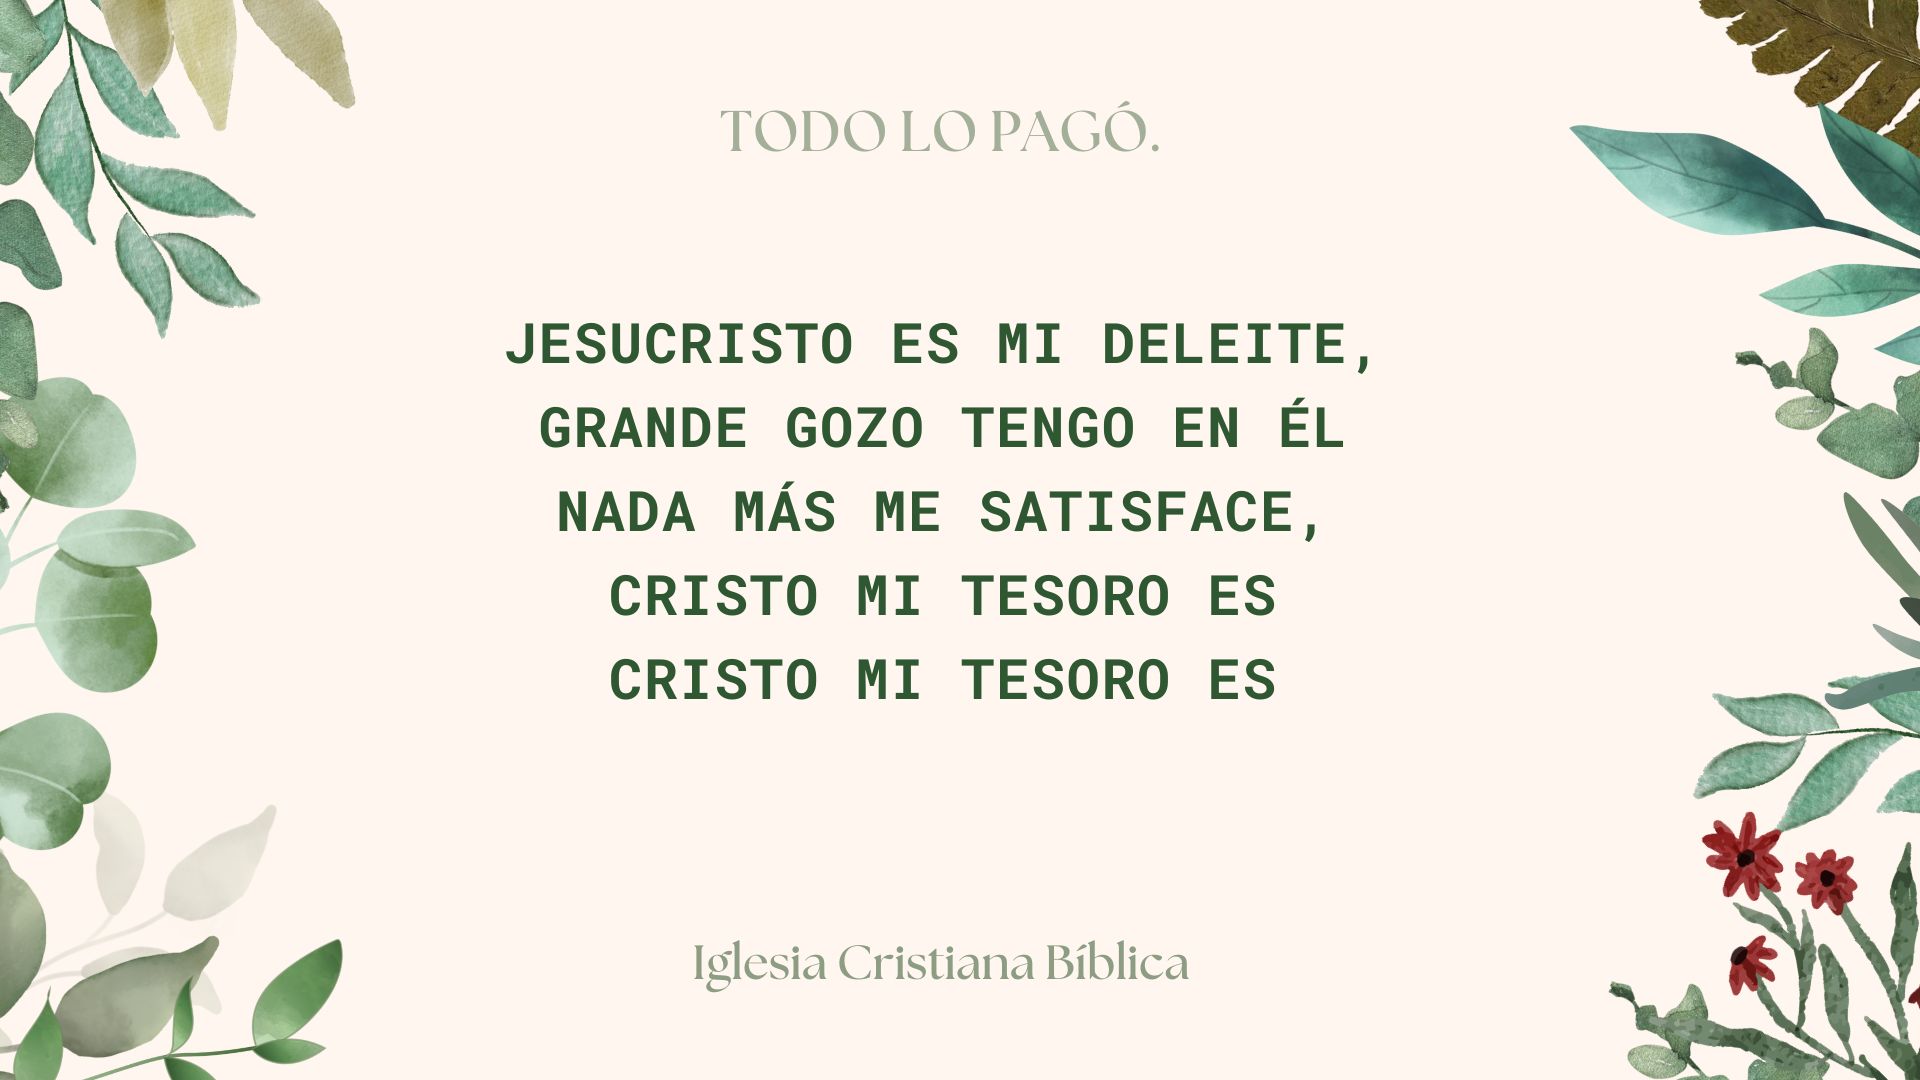 TODO LO PAGÓ.
JESUCRISTO ES MI DELEITE,
GRANDE GOZO TENGO EN ÉL
NADA MÁS ME SATISFACE,
CRISTO MI TESORO ES
CRISTO MI TESORO ES
Iglesia Cristiana Bíblica